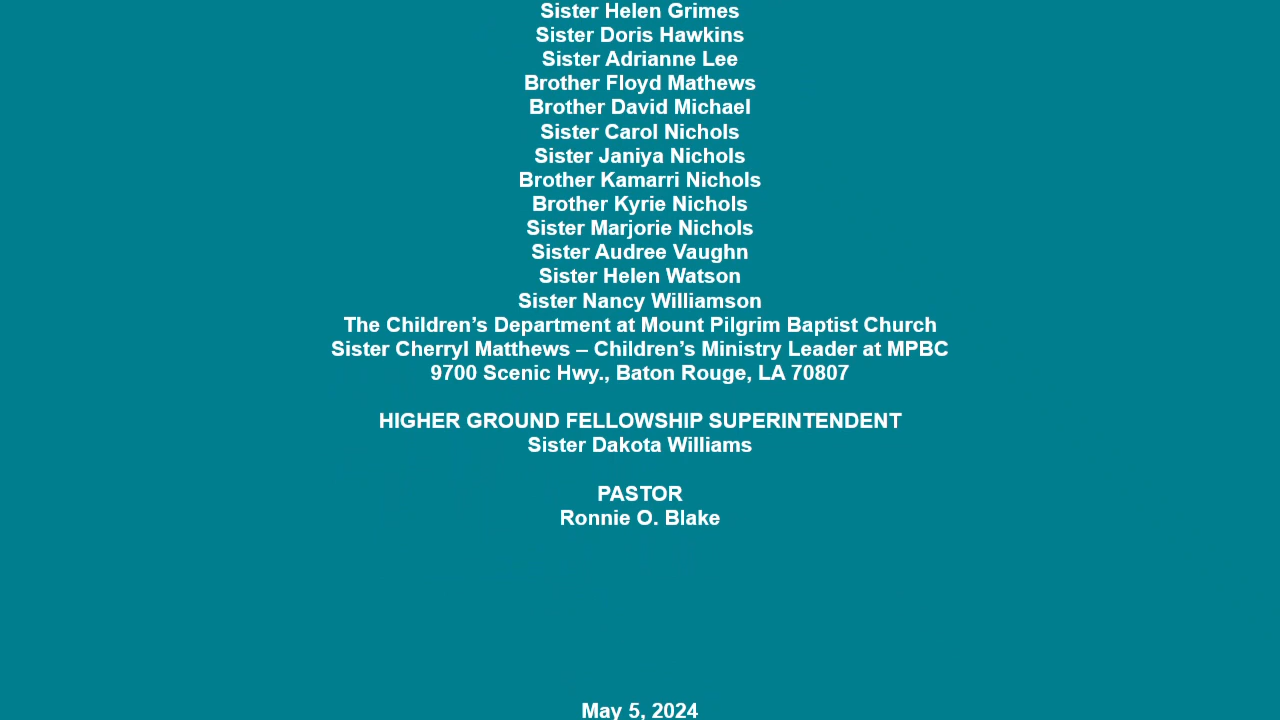 Sister Helen Grimes
Sister Doris Hawkins
Sister Adrianne Lee
Brother Floyd Mathews
Brother David Michael
Sister Carol Nichols
Sister Janiya Nichols
Brother Kamarri Nichols
Brother Kyrie Nichols
Sister Marjorie Nichols
Sister Audree Vaughn
Sister Helen Watson
Sister Nancy Williamson
The Children’s Department at Mount Pilgrim Baptist Church
Sister Cherryl Matthews – Children’s Ministry Leader at MPBC
9700 Scenic Hwy., Baton Rouge, LA 70807
HIGHER GROUND FELLOWSHIP SUPERINTENDENT
Sister Dakota Williams
PASTOR
Ronnie O. Blake
May 5, 2024